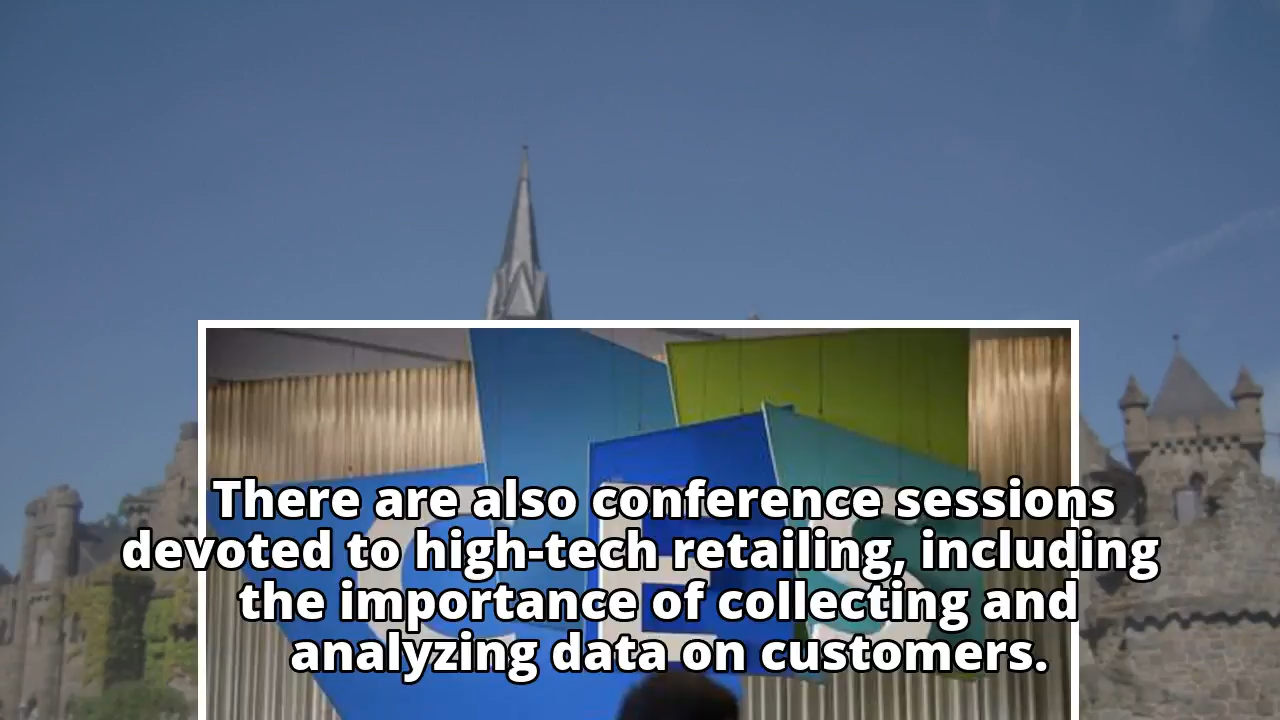 CES
There are also conference sessions
devoted to high-tech retailing, including
the importance of collecting and
analyzing data on customers.